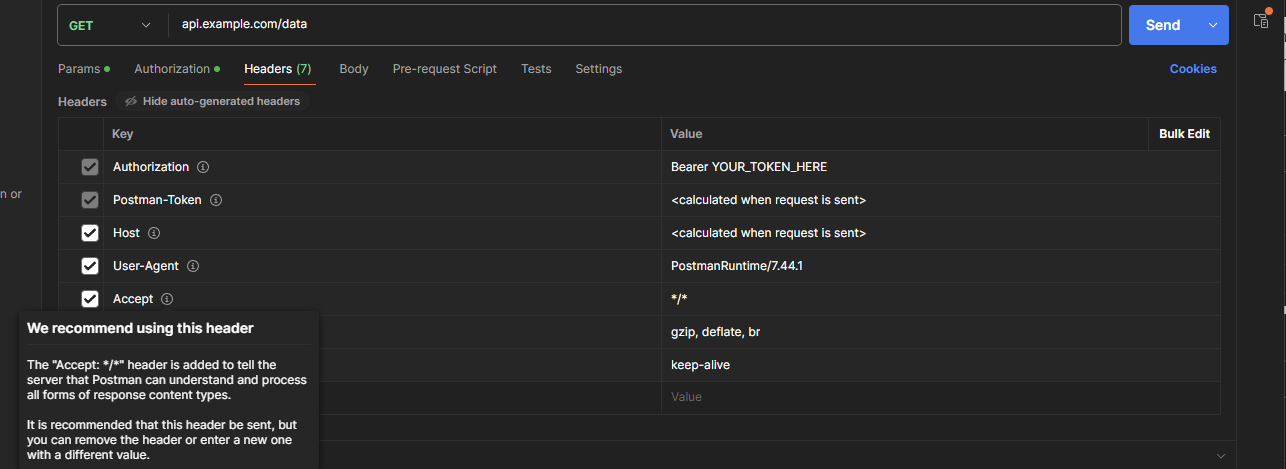 GET api.example.com/data Send
Params Authorization Headers (7) Body Pre-request Script Tests Settings Cookies
Headers Hide auto-generated headers
Key Value Bulk Edit
Authorization Bearer YOUR_TOKEN_HERE
n or
Postman-Token <calculated when request is sent>
Host <calculated when request is sent>
User-Agent PostmanRuntime/7.44.1
Accept */*
gzip, deflate, br
keep-alive
Value
We recommend using this header
The "Accept: */*" header is added to tell the
server that Postman can understand and process
all forms of response content types.
It is recommended that this header be sent, but
you can remove the header or enter a new one
with a different value.